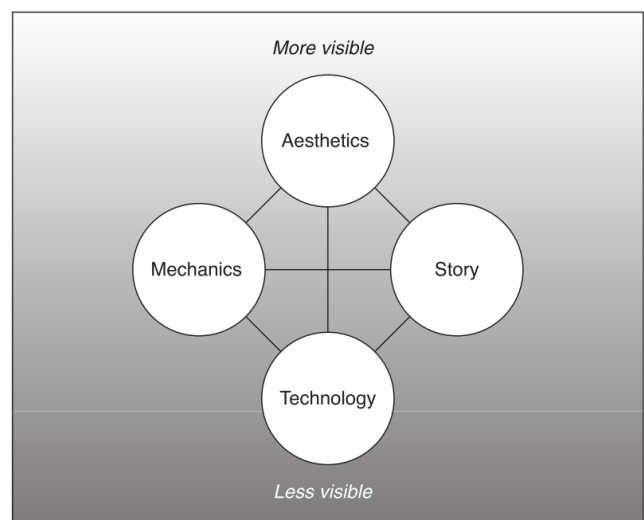 More visible
Aesthetics
Mechanics
Story
Technology
Less visible